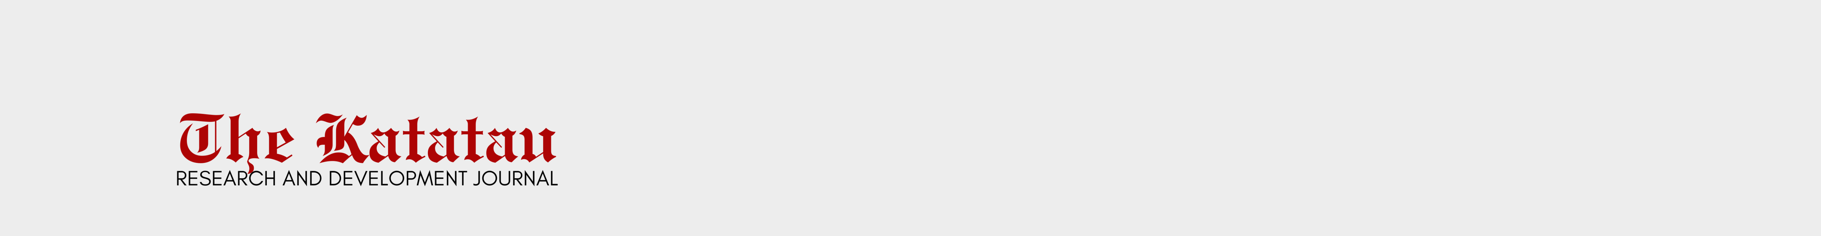 The Katatau
RESEARCH AND DEVELOPMENT JOURNAL